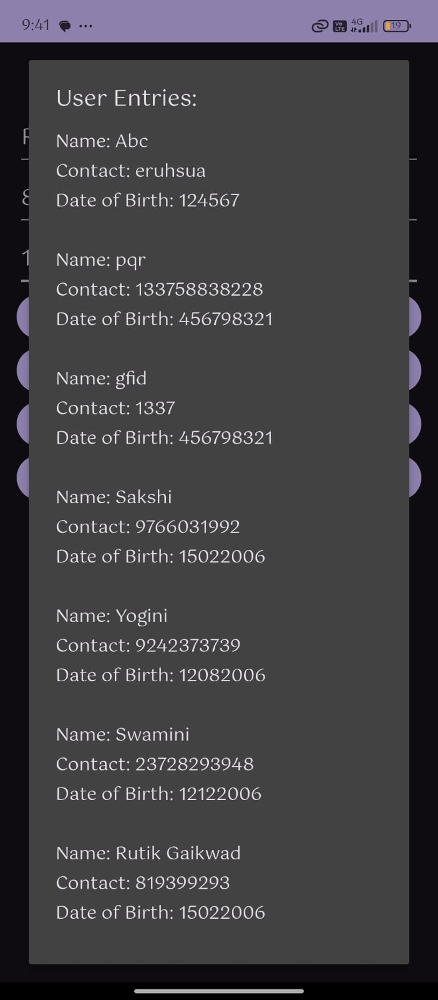 9:41
Vo
LTE
4G
19
User Entries:
Name: Abc
Contact: eruhsua
Date of Birth: 124567
Name: pqr
Contact: 133758838228
Date of Birth: 456798321
Name: gfid
Contact: 1337
Date of Birth: 456798321
Name: Sakshi
Contact: 9766031992
Date of Birth: 15022006
Name: Yogini
Contact: 9242373739
Date of Birth: 12082006
Name: Swamini
Contact: 23728293948
Date of Birth: 12122006
Name: Rutik Gaikwad
Contact: 819399293
Date of Birth: 15022006